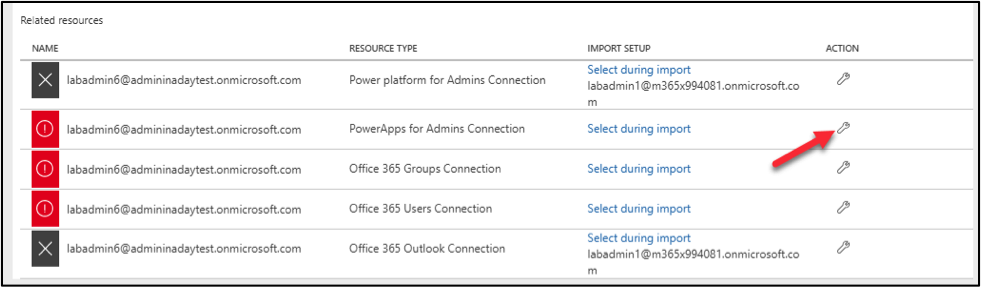 Related resources
NAME RESOURCE TYPE IMPORT SETUP ACTION
labadmin6@admininadaytest.onmicrosoft.com Power platform for Admins Connection Select during import
labadmin1@m365x994081.onmicrosoft.co
m
labadmin6@admininadaytest.onmicrosoft.com PowerApps for Admins Connection Select during import
labadmin6@admininadaytest.onmicrosoft.com Office 365 Groups Connection Select during import
labadmin6@admininadaytest.onmicrosoft.com Office 365 Users Connection Select during import
labadmin6@admininadaytest.onmicrosoft.com Office 365 Outlook Connection Select during import
labadmin1@m365x994081.onmicrosoft.co
m